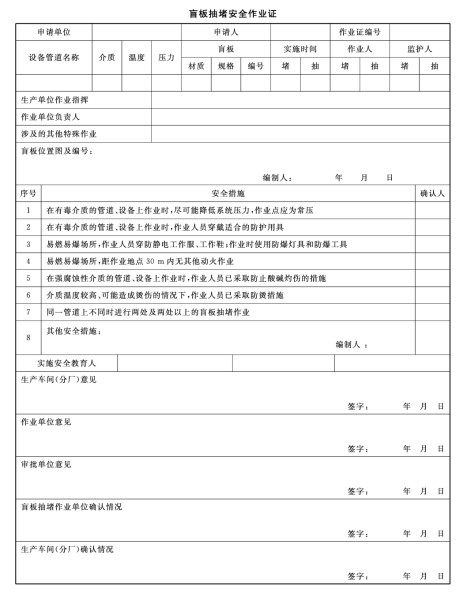 盲板抽堵安全作业证
申请单位 申请人 作业证编号
设备管道名称 介质 温度 压力 盲板 实施时间 作业人 监护人
材质 规格 编号 堵 抽 堵 抽 堵 抽
生产单位作业指挥
作业单位负责人
涉及的其他特殊作业
盲板位置图及编号:
编制人: 年 月 日
序号 安全措施 确认人
1 在有毒介质的管道、设备上作业时,尽可能降低系统压力,作业点应为常压
2 在有毒介质的管道、设备上作业时,作业人员穿戴适合的防护用具
3 易燃易爆场所,作业人员穿防静电工作服、工作鞋;作业时使用防爆灯具和防爆工具
4 易燃易爆场所,距作业地点30 m内无其他动火作业
5 在强腐蚀性介质的管道、设备上作业时,作业人员已采取防止酸碱灼伤的措施
6 介质温度较高、可能造成烫伤的情况下,作业人员已采取防烫措施
7 同一管道上不同时进行两处及两处以上的盲板抽堵作业
8 其他安全措施:
编制人:
实施安全教育人
生产车间(分厂)意见
签字: 年 月 日
作业单位意见
签字: 年 月 日
审批单位意见
签字: 年 月 日
盲板抽堵作业单位确认情况
签字: 年 月 日
生产车间(分厂)确认情况
签字: 年 月 日